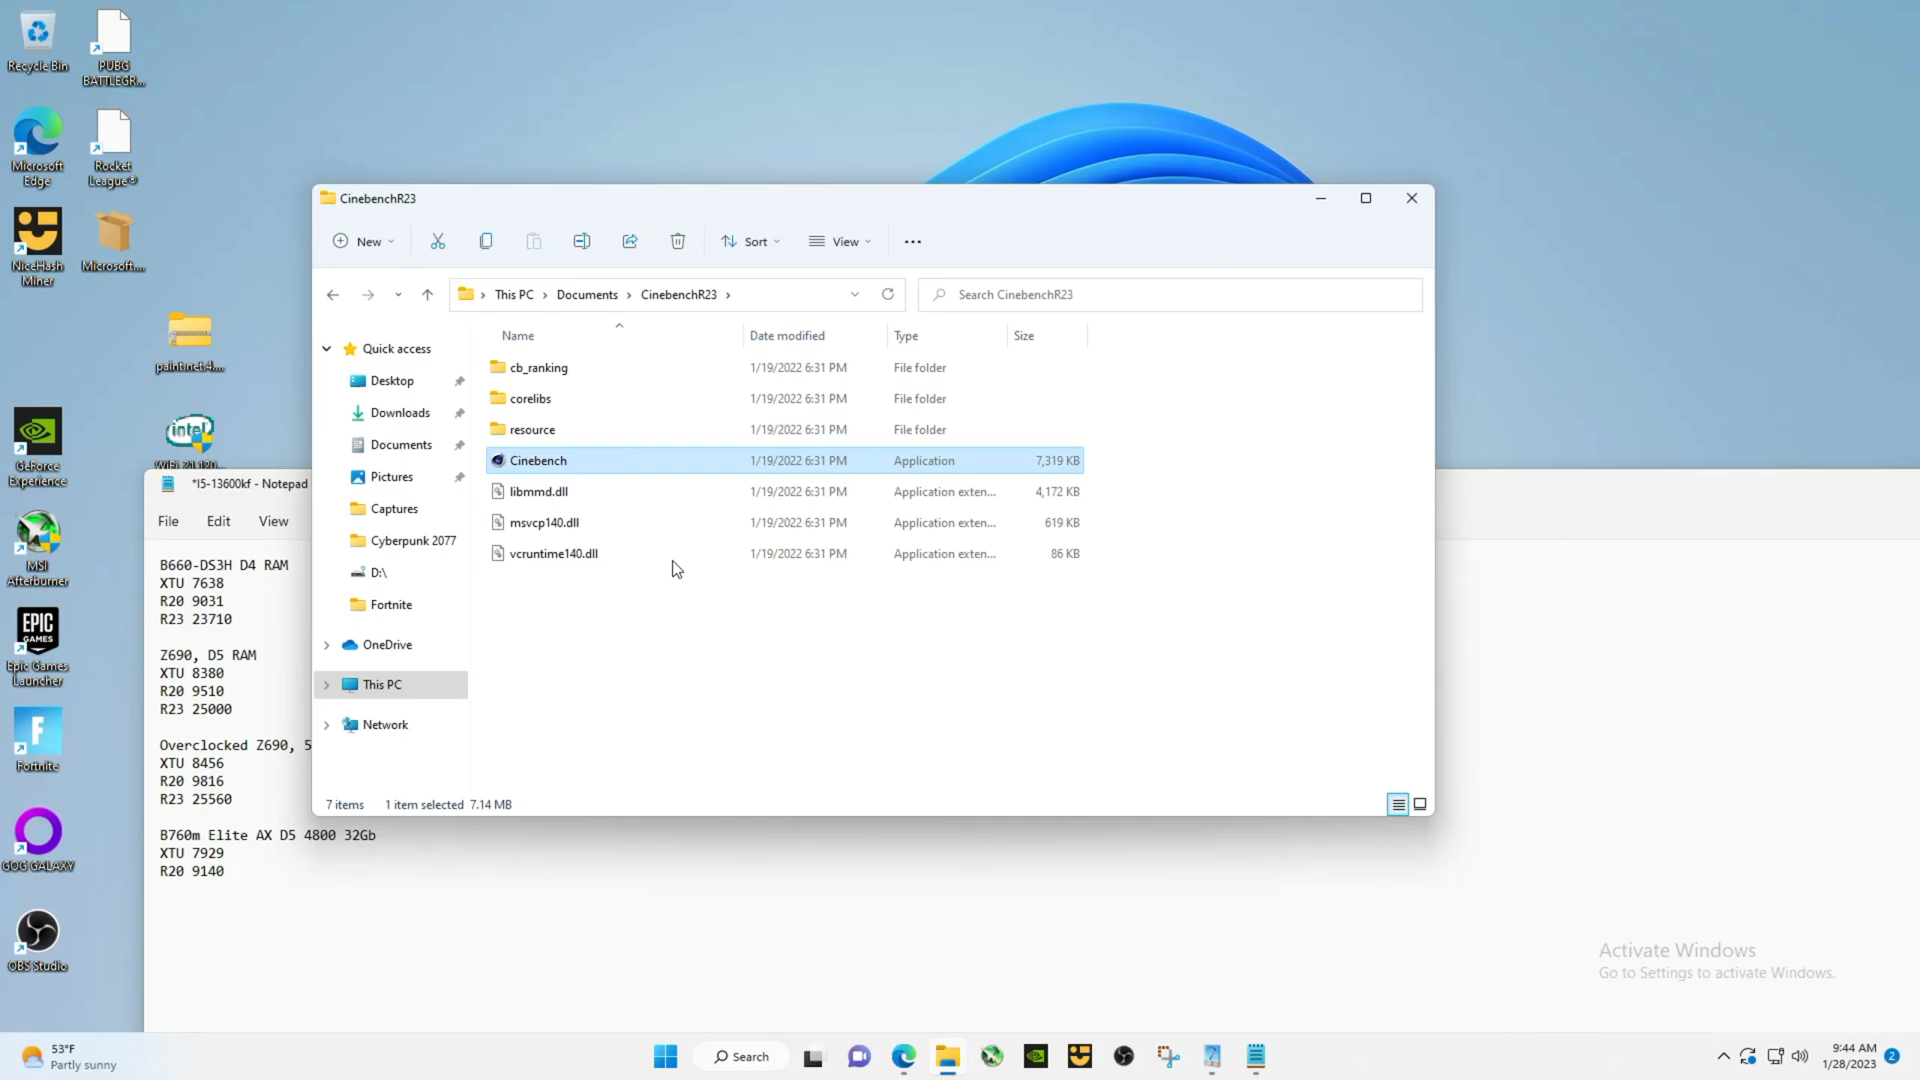 Recycle Bin
PUBG
BATTLEGR...
Microsoft
Edge
Rocket
League®
NiceHash
Miner
Microsoft....
paint.net.4....
GeForce
Experience
WiFi_21.120...
MSI
Afterburner
Epic Games
Launcher
Fortnite
GOG GALAXY
OBS Studio
CinebenchR23
New
Sort
View
This PC
Documents
CinebenchR23
Search CinebenchR23
Name
Date modified
Type
Size
Quick access
Desktop
Downloads
Documents
Pictures
Captures
Cyberpunk 2077
D:\
Fortnite
OneDrive
This PC
Network
cb_ranking 1/19/2022 6:31 PM File folder
corelibs 1/19/2022 6:31 PM File folder
resource 1/19/2022 6:31 PM File folder
Cinebench 1/19/2022 6:31 PM Application 7,319 KB
libmmd.dll 1/19/2022 6:31 PM Application exten... 4,172 KB
msvcp140.dll 1/19/2022 6:31 PM Application exten... 619 KB
vcruntime140.dll 1/19/2022 6:31 PM Application exten... 86 KB
7 items 1 item selected 7.14 MB
*I5-13600kf - Notepad
File Edit View
B660-DS3H D4 RAM
XTU 7638
R20 9031
R23 23710
Z690, D5 RAM
XTU 8380
R20 9510
R23 25000
Overclocked Z690, 5
XTU 8456
R20 9816
R23 25560
B760m Elite AX D5 4800 32Gb
XTU 7929
R20 9140
Activate Windows
Go to Settings to activate Windows.
53°F
Partly sunny
Search
9:44 AM
1/28/2023
2
intel
EPIC
GAMES